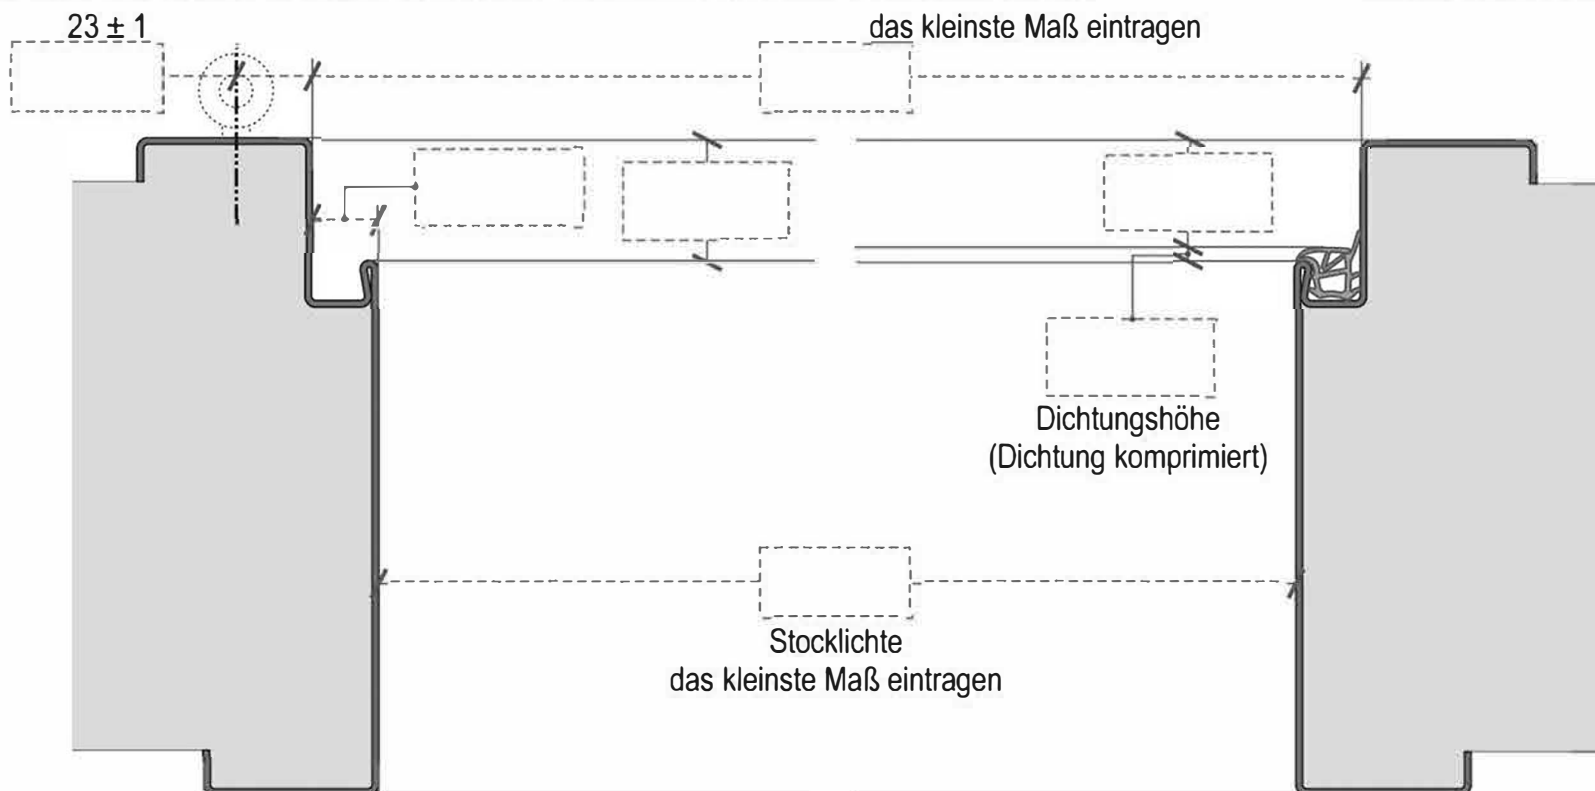 23 ± 1
das kleinste Maß eintragen
Dichtungshöhe
(Dichtung komprimiert)
Stocklichte
das kleinste Maß eintragen